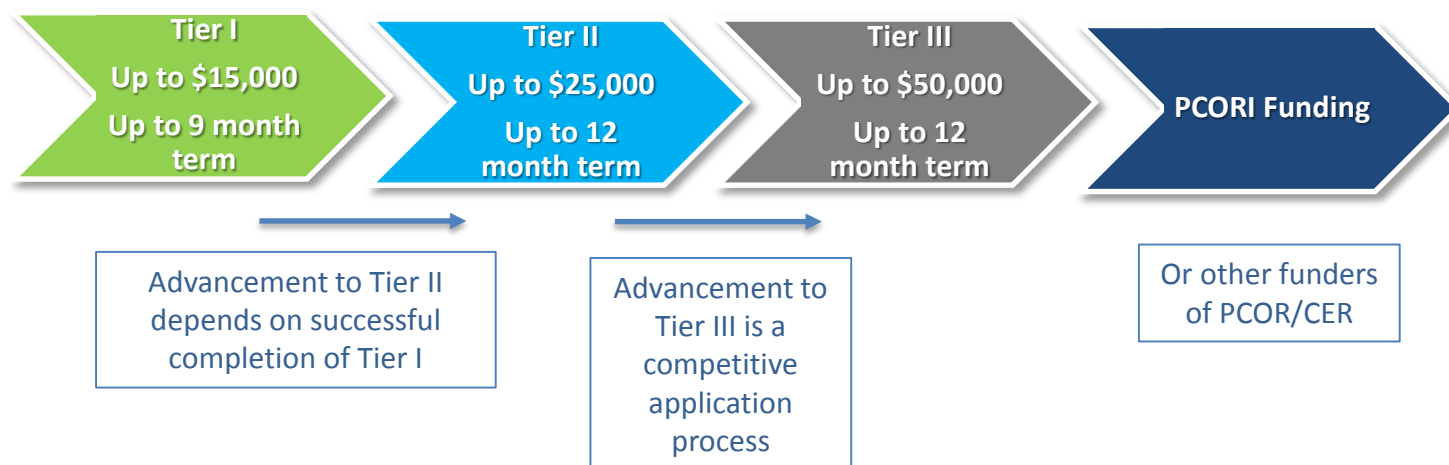 Tier I
Up to $15,000
Up to 9 month
term
Tier II
Up to $25,000
Up to 12
month term
Tier III
Up to $50,000
Up to 12
month term
PCORI Funding
Advancement to Tier II
depends on successful
completion of Tier I
Advancement to
Tier III is a
competitive
application
process
Or other funders
of PCOR/CER